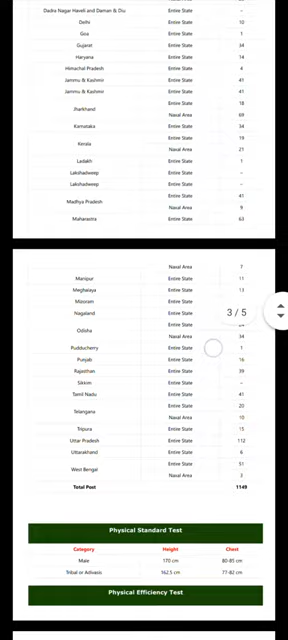 Dadra Nagar Haveli and Daman & Diu Entire State –
Delhi Entire State 10
Goa Entire State 1
Gujarat Entire State 34
Haryana Entire State 14
Himachal Pradesh Entire State 4
Jammu & Kashmir Entire State 41
Jammu & Kashmir Entire State 41
Jharkhand Entire State 18
Naxal Area 69
Karnataka Entire State 34
Kerala Entire State 19
Naxal Area 21
Ladakh Entire State 1
Lakshadweep Entire State –
Lakshadweep Entire State –
Madhya Pradesh Entire State 41
Naxal Area 9
Maharastra Entire State 63
Naxal Area 7
Manipur Entire State 11
Meghalaya Entire State 13
Mizoram Entire State
Nagaland Entire State
3/5
Odisha Entire State
Naxal Area 34
Puducherry Entire State 1
Punjab Entire State 16
Rajasthan Entire State 39
Sikkim Entire State –
Tamil Nadu Entire State 41
Telangana Entire State 20
Naxal Area 10
Tripura Entire State 15
Uttar Pradesh Entire State 112
Uttarakhand Entire State 6
West Bengal Entire State 51
Naxal Area 3
Total Post 1149
Physical Standard Test
Category Height Chest
Male 170 cm 80-85 cm
Tribal or Adivasis 162.5 cm 77-82 cm
Physical Efficiency Test